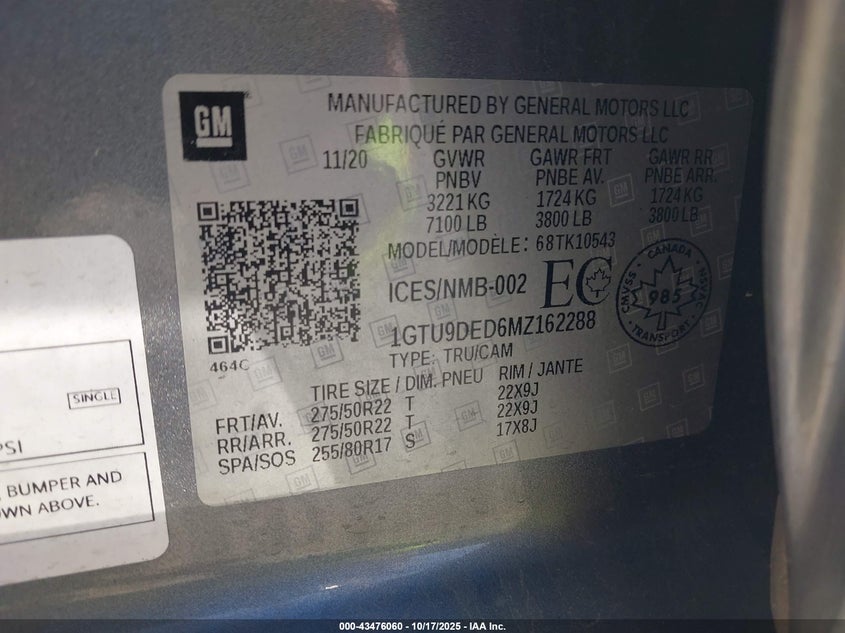 GM
MANUFACTURED BY GENERAL MOTORS LLC
FABRIQUÉ PAR GENERAL MOTORS LLC
11/20 GVWR GAWR FRT GAWR RR
PNBV PNBE AV. PNBE ARR.
3221 KG 1724 KG 1724 KG
7100 LB 3800 LB 3800 LB
MODEL/MODÈLE: 68TK10543
ICES/NMB-002 EC
CANADA
CMVSS 985 NSVAC
TRANSPORT
1GTU9DED6MZ162288
TYPE: TRU/CAM
464C
TIRE SIZE / DIM. PNEU RIM / JANTE
FRT/AV. 275/50R22 T 22X9J
RR/ARR. 275/50R22 T 22X9J
SPA/SOS 255/80R17 S 17X8J
SINGLE
PSI
, BUMPER AND
WN ABOVE.
000-43476060 - 10/17/2025 - IAA Inc.